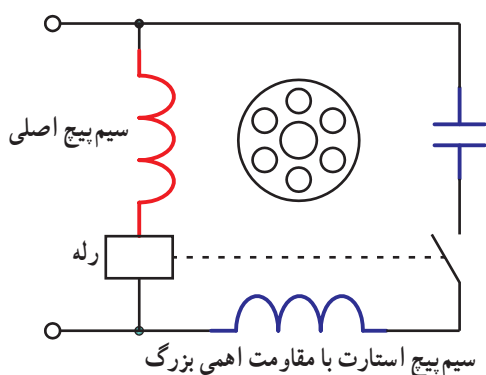 سیم‌پیچ اصلی
رله
سیم‌پیچ استارت با مقاومت اهمی بزرگ